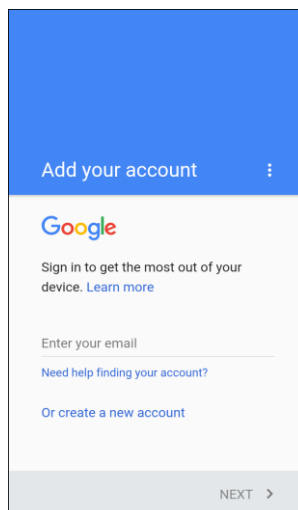 Add your account
Google
Sign in to get the most out of your
device. Learn more
Enter your email
Need help finding your account?
Or create a new account
NEXT